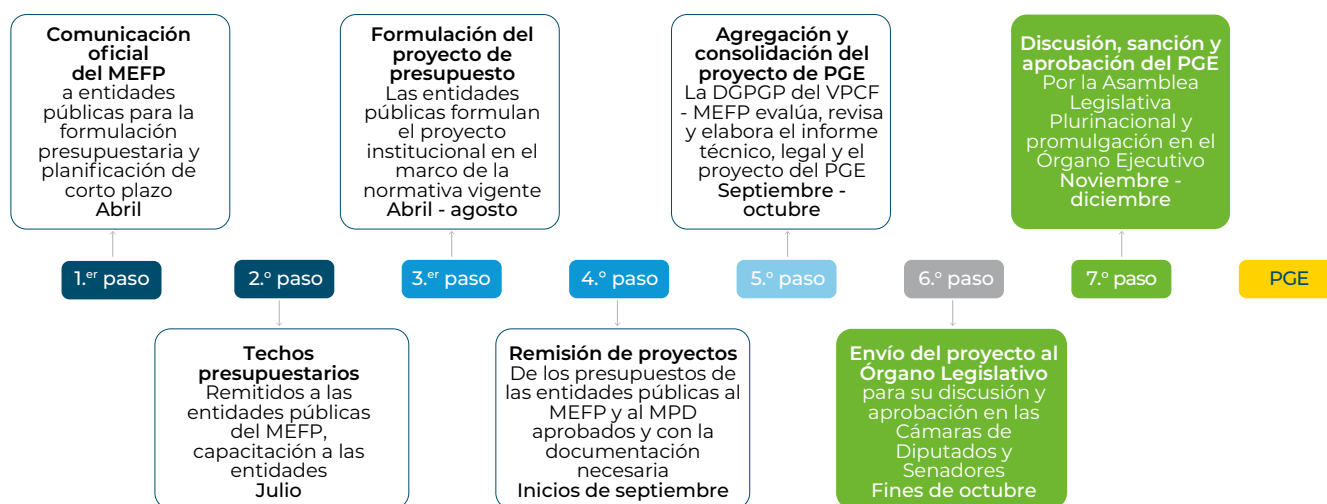 Comunicación
oficial
del MEFP
a entidades
públicas para la
formulación
presupuestaria y
planificación de
corto plazo
Abril
Formulación del
proyecto de
presupuesto
Las entidades
públicas formulan
el proyecto
institucional en el
marco de la
normativa vigente
Abril - agosto
Agregación y
consolidación del
proyecto de PGE
La DGPGP del VPCF
- MEFP evalúa, revisa
y elabora el informe
técnico, legal y el
proyecto del PGE
Septiembre -
octubre
Discusión, sanción y
aprobación del PGE
Por la Asamblea
Legislativa
Plurinacional y
promulgación en el
Órgano Ejecutivo
Noviembre -
diciembre
1.er paso
2.º paso
3.er paso
4.º paso
5.º paso
6.º paso
7.º paso
PGE
Techos
presupuestarios
Remitidos a las
entidades públicas
del MEFP,
capacitación a las
entidades
Julio
Remisión de proyectos
De los presupuestos de
las entidades públicas al
MEFP y al MPD
aprobados y con la
documentación
necesaria
Inicios de septiembre
Envío del proyecto al
Órgano Legislativo
para su discusión y
aprobación en las
Cámaras de
Diputados y
Senadores
Fines de octubre